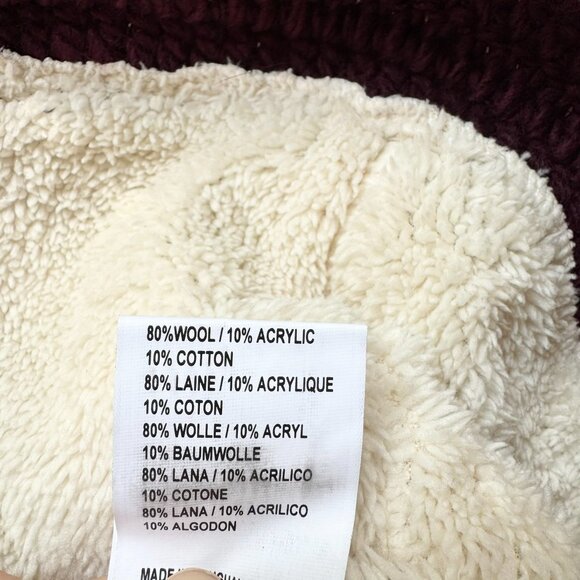 80%WOOL / 10% ACRYLIC
10% COTTON
80% LAINE / 10% ACRYLIQUE
10% COTON
80% WOLLE / 10% ACRYL
10% BAUMWOLLE
80% LANA / 10% ACRILICO
10% COTONE
80% LANA / 10% ACRILICO
10% ALGODON
MADE